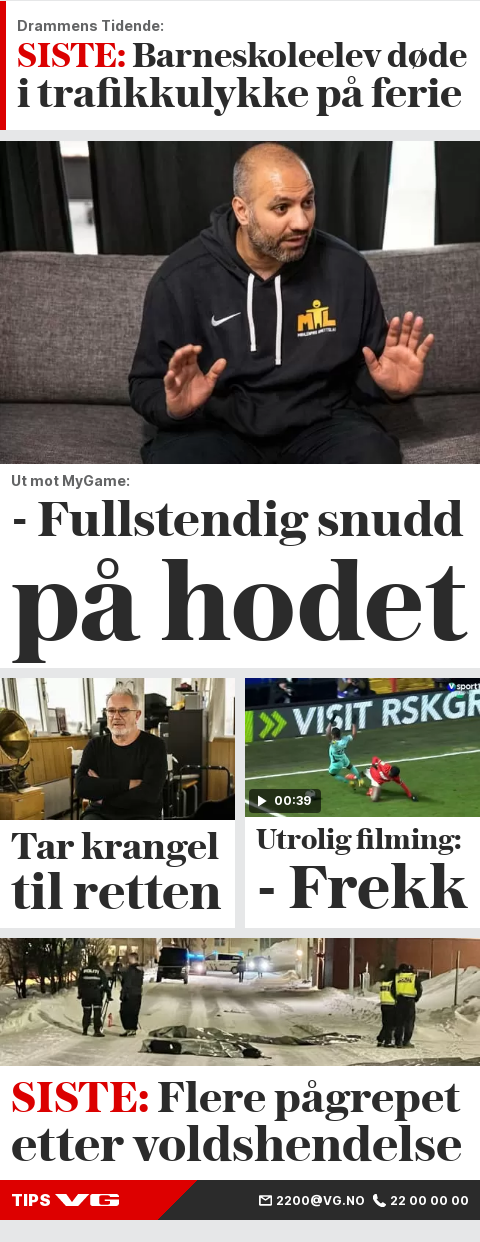 Drammens Tidende:
SISTE: Barneskoleelev døde
i trafikkulykke på ferie
MTL
Ut mot MyGame:
- Fullstendig snudd
på hodet
sport1
VISIT RSKGR
00:39
Tar krangel
til retten
Utrolig filming:
- Frekk
SISTE: Flere pågrepet
etter voldshendelse
TIPS VG 2200@VG.NO 22 00 00 00